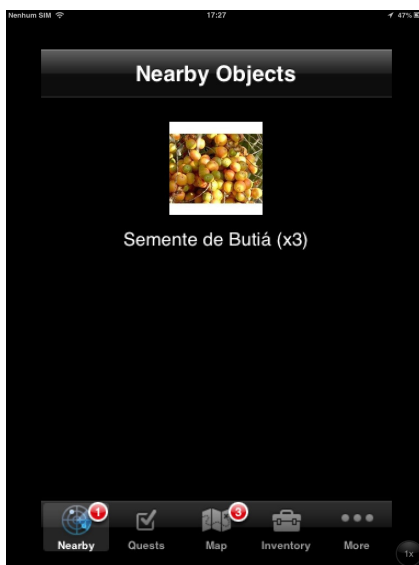 Nenhum SIM 17:27 47%
Nearby Objects
Semente de Butiá (x3)
1 3
Nearby Quests Map Inventory More
1x